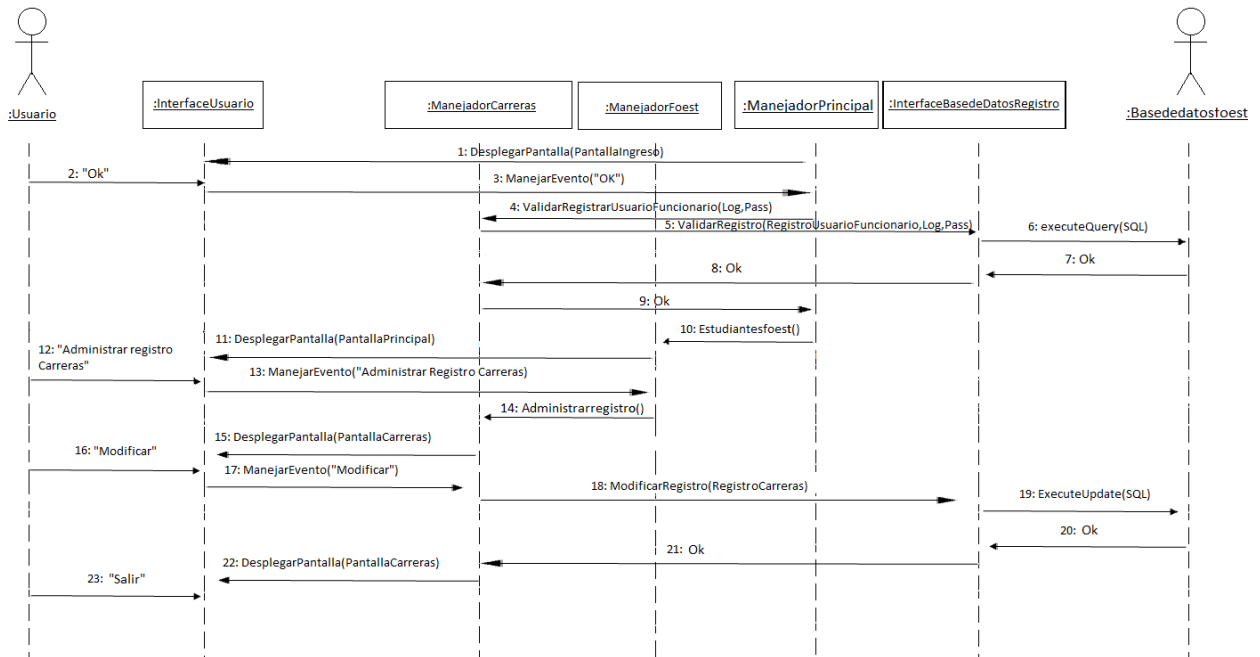 :Usuario
:InterfaceUsuario
:ManejadorCarreras
:ManejadorFoest
:ManejadorPrincipal
:InterfaceBasedeDatosRegistro
:Basededatosfoest
1: DesplegarPantalla(PantallaIngreso)
2: "Ok"
3: ManejarEvento("OK")
4: ValidarRegistrarUsuarioFuncionario(Log,Pass)
5: ValidarRegistro(RegistroUsuarioFuncionario,Log,Pass)
6: executeQuery(SQL)
7: Ok
8: Ok
9: Ok
10: Estudiantesfoest()
11: DesplegarPantalla(PantallaPrincipal)
12: "Administrar registro
Carreras"
13: ManejarEvento("Administrar Registro Carreras)
14: Administrarregistro()
15: DesplegarPantalla(PantallaCarreras)
16: "Modificar"
17: ManejarEvento("Modificar")
18: ModificarRegistro(RegistroCarreras)
19: ExecuteUpdate(SQL)
20: Ok
21: Ok
22: DesplegarPantalla(PantallaCarreras)
23: "Salir"